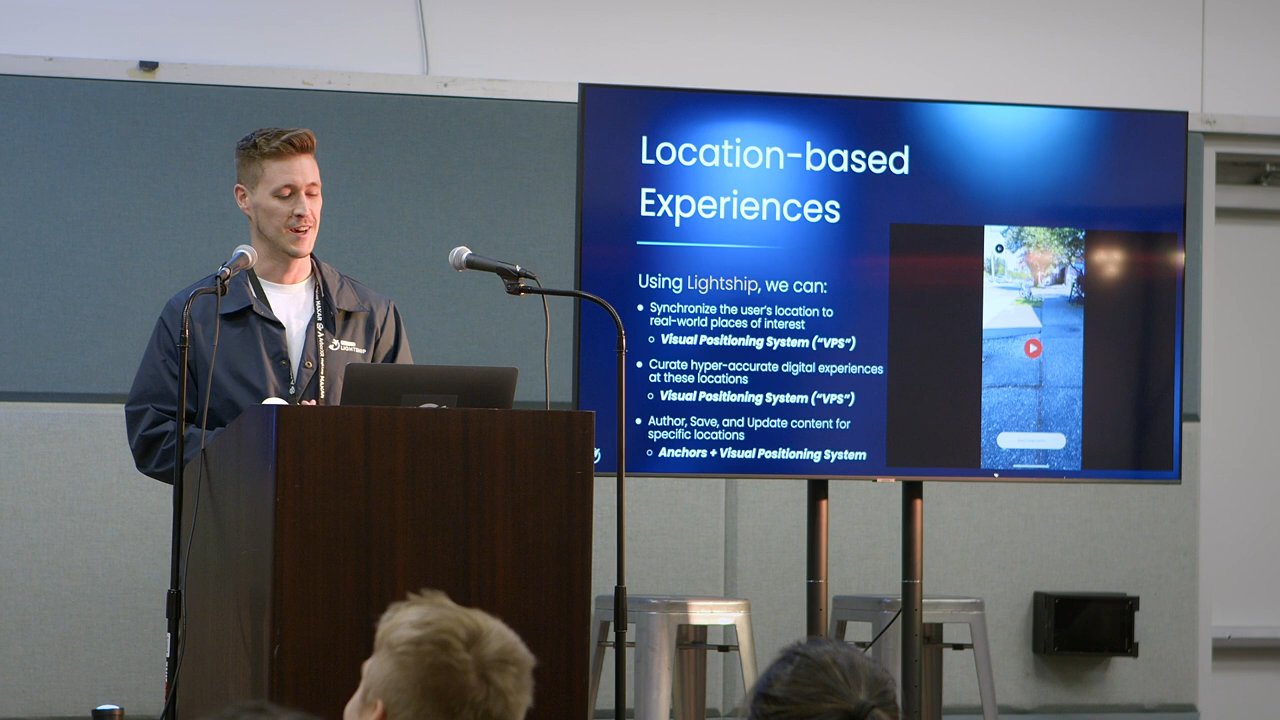 Location-based
Experiences
Using Lightship, we can:
Synchronize the user's location to
real-world places of interest
Visual Positioning System ("VPS")
Curate hyper-accurate digital experiences
at these locations
Visual Positioning System ("VPS")
Author, Save, and Update content for
specific locations
Anchors + Visual Positioning System
LIGHTSHIP